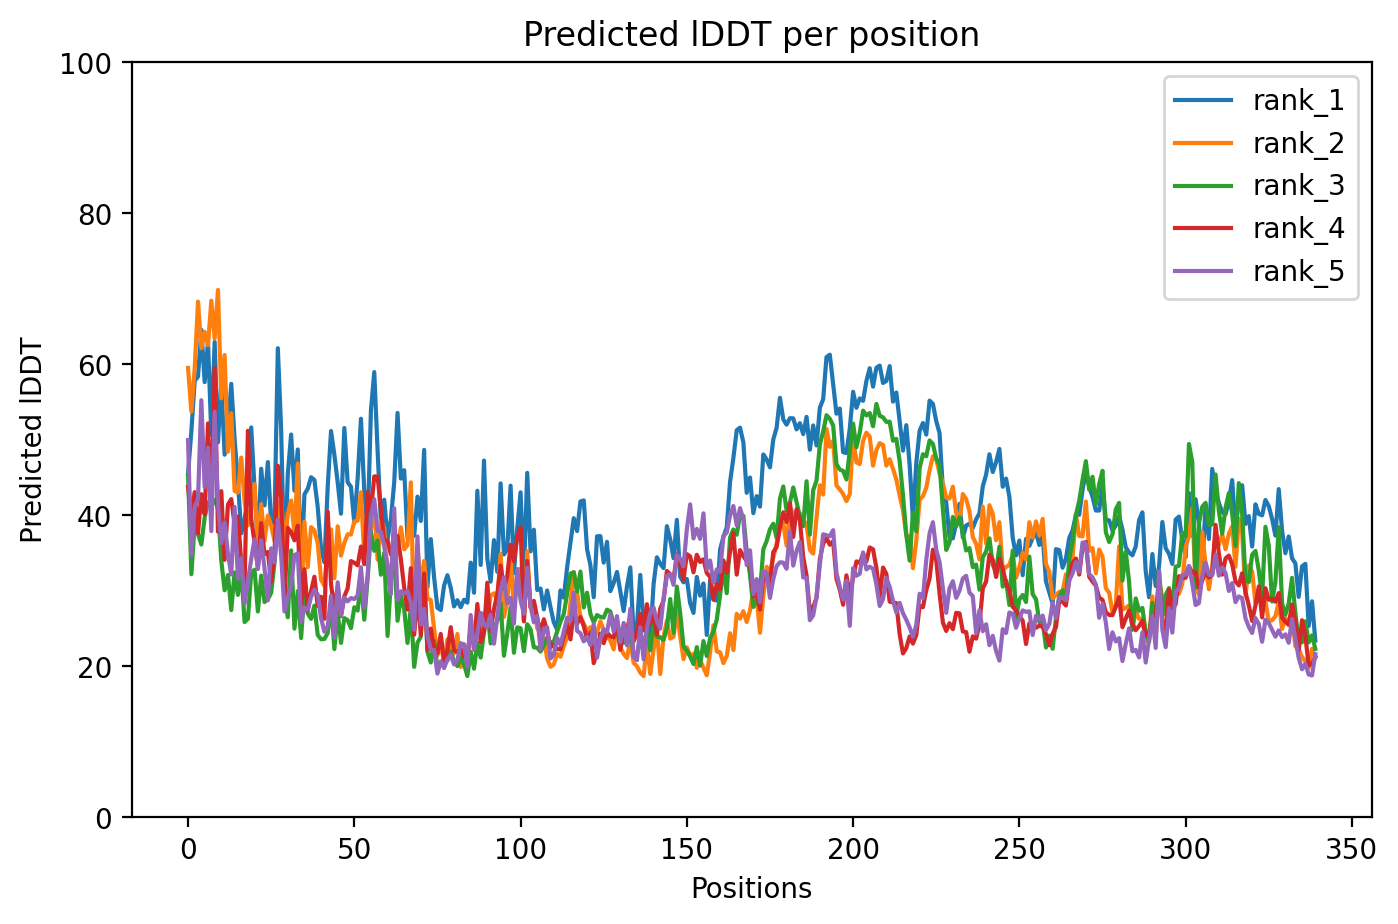 Predicted lDDT per position
100
80
60
40
20
0
Predicted lDDT
rank_1
rank_2
rank_3
rank_4
rank_5
0 50 100 150 200 250 300 350
Positions